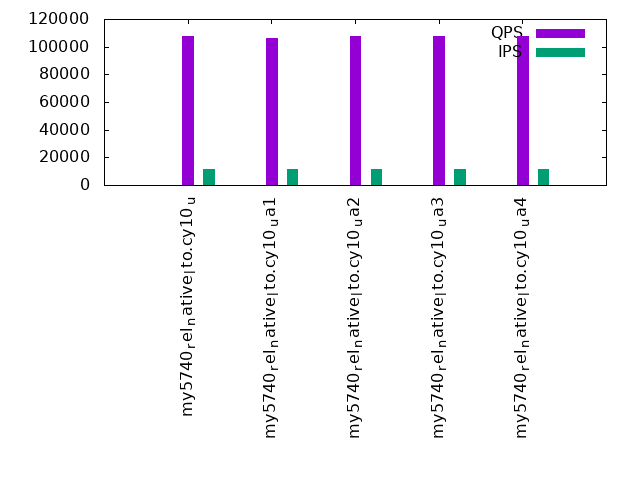 120000
100000
80000
60000
40000
20000
0
QPS
IPS
my5740ᵣelₙativeₗto.cy10ᵤ
my5740ᵣelₙativeₗto.cy10ᵤa1
my5740ᵣelₙativeₗto.cy10ᵤa2
my5740ᵣelₙativeₗto.cy10ᵤa3
my5740ᵣelₙativeₗto.cy10ᵤa4